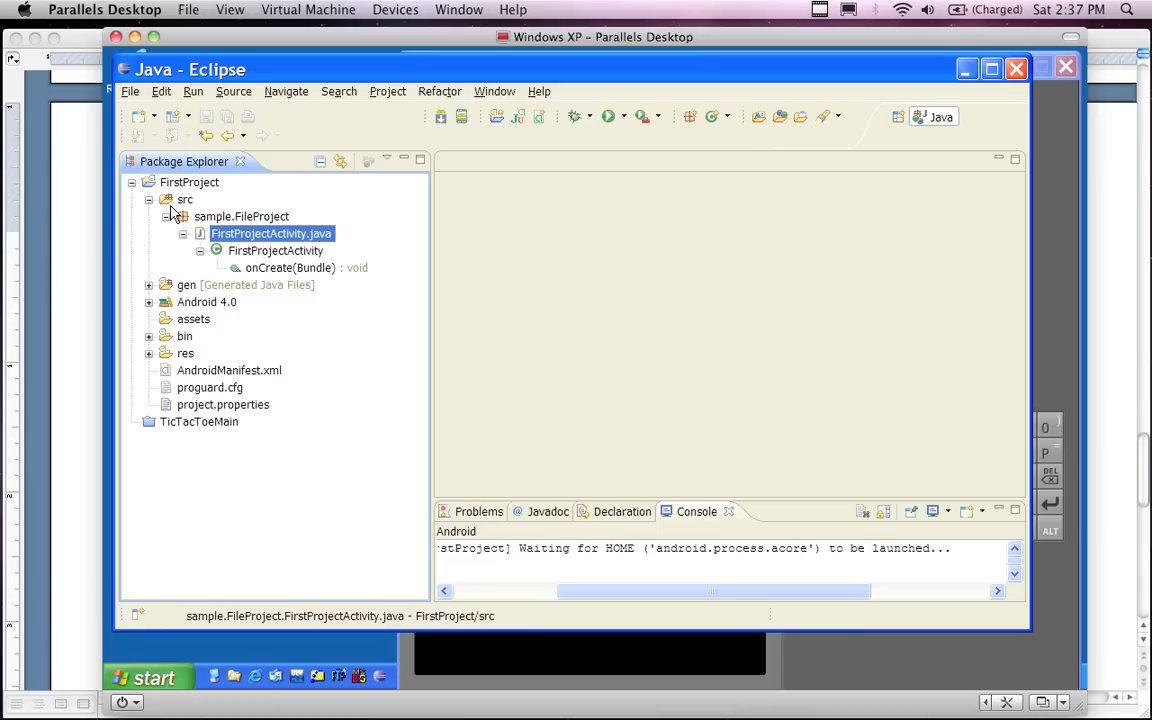 Parallels Desktop File View Virtual Machine Devices Window Help (Charged) Sat 2:37 PM
Windows XP - Parallels Desktop
Java - Eclipse
File Edit Run Source Navigate Search Project Refactor Window Help
Java
Package Explorer
FirstProject
src
sample.FileProject
FirstProjectActivity.java
FirstProjectActivity
onCreate(Bundle) : void
gen [Generated Java Files]
Android 4.0
assets
bin
res
AndroidManifest.xml
proguard.cfg
project.properties
TicTacToeMain
Problems @ Javadoc Declaration Console
Android
stProject] Waiting for HOME ('android.process.acore') to be launched...
sample.FileProject.FirstProjectActivity.java - FirstProject/src
start
O )
P
DEL
ALT